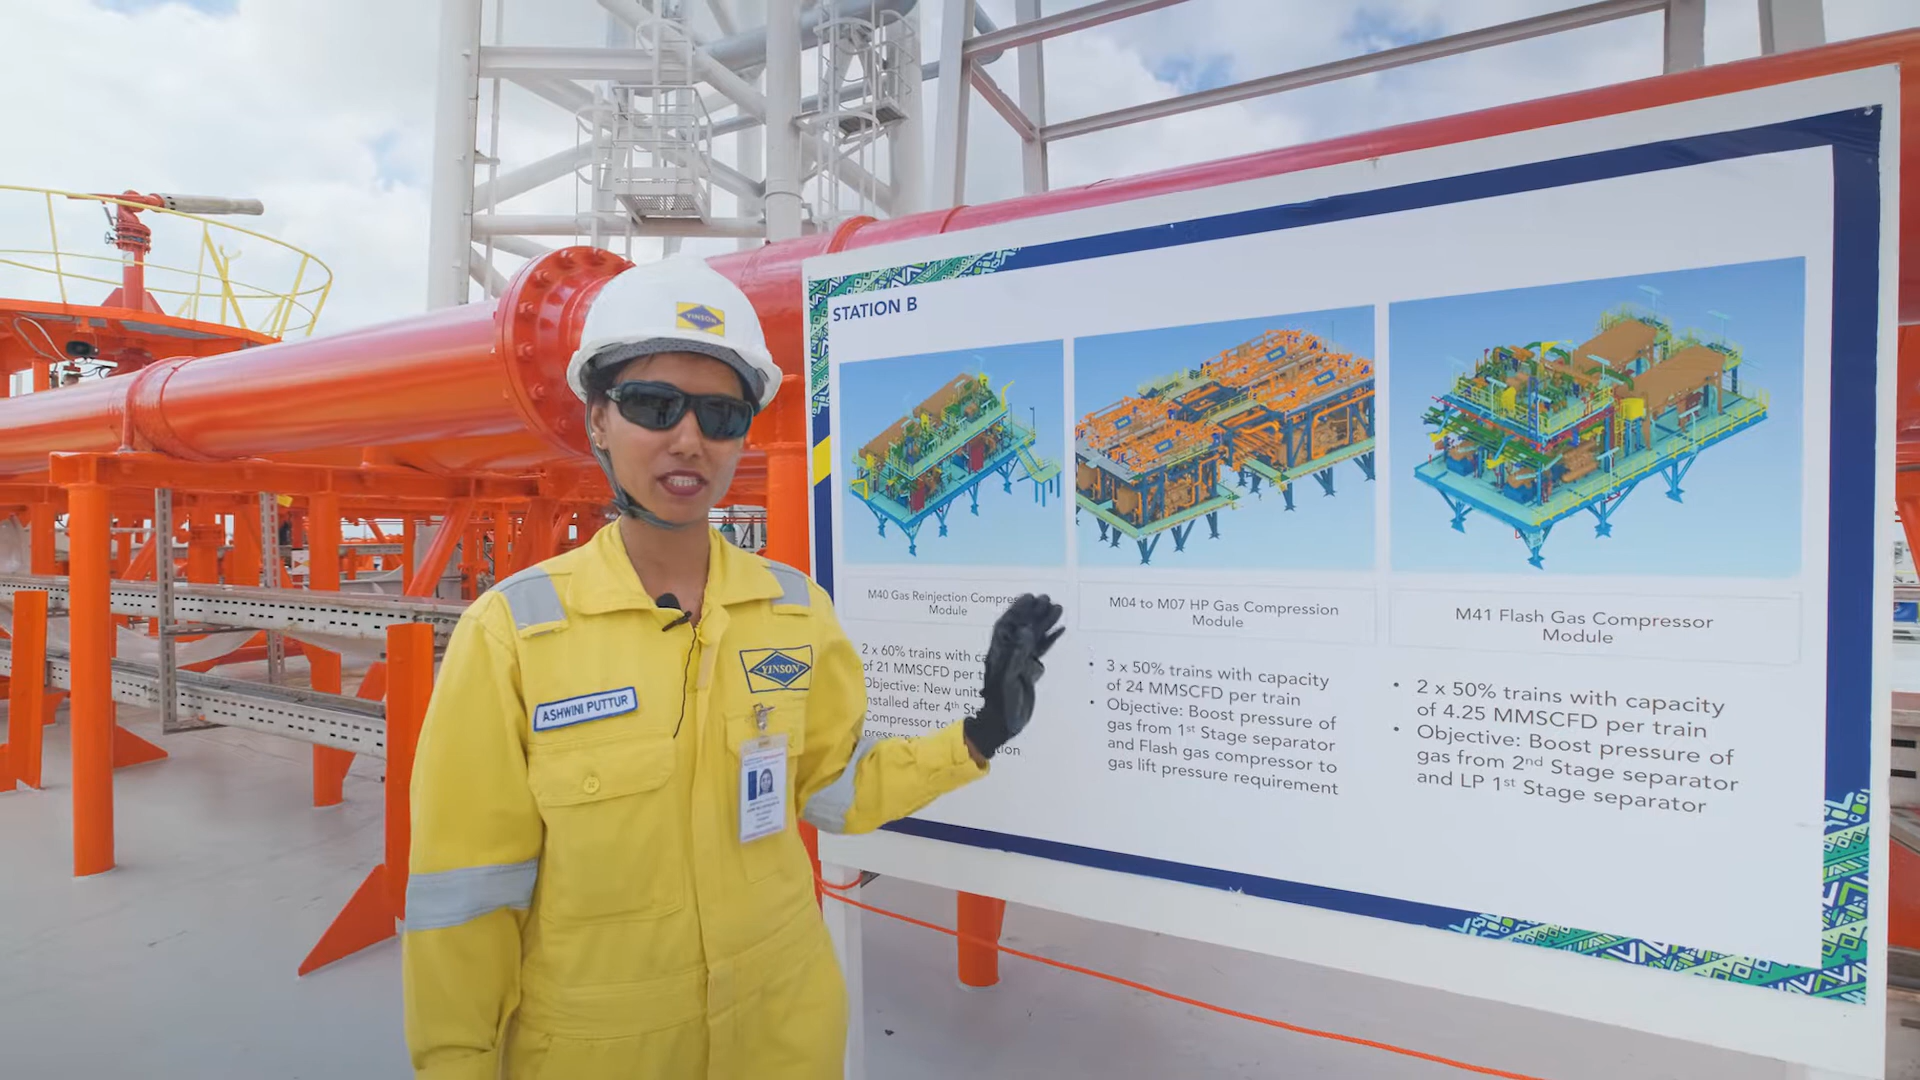 STATION B
M40 Gas Reinjection
Module
2 x 60% trains with
of 21 MMSCFD per
Objective: New units
installed after 4th
Compressor to
M04 to M07 HP Gas Compression
Module
• 3 x 50% trains with capacity
of 24 MMSCFD per train
• Objective: Boost pressure of
gas from 1st Stage separator
and Flash gas compressor to
gas lift pressure requirement
M41 Flash Gas Compressor
Module
• 2 x 50% trains with capacity
of 4.25 MMSCFD per train
• Objective: Boost pressure of
gas from 2nd Stage separator
and LP 1st Stage separator
YINSON
YINSON
ASHWINI PUTTUR